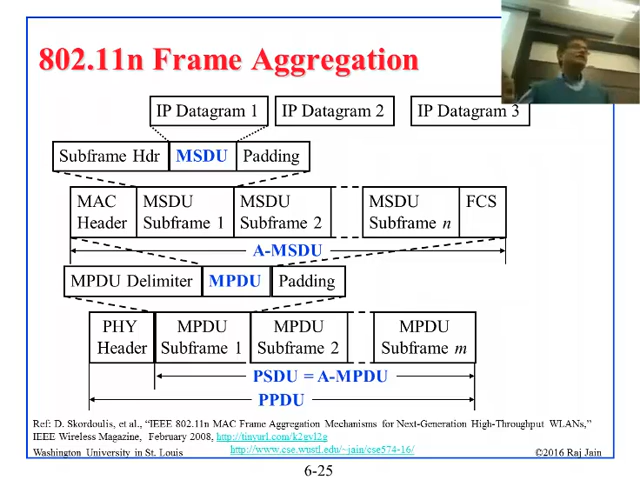 802.11n Frame Aggregation
IP Datagram 1 IP Datagram 2 IP Datagram 3
Subframe Hdr MSDU Padding
MAC Header MSDU Subframe 1 MSDU Subframe 2 MSDU Subframe n FCS
A-MSDU
MPDU Delimiter MPDU Padding
PHY Header MPDU Subframe 1 MPDU Subframe 2 MPDU Subframe m
PSDU = A-MPDU
PPDU
Ref: D. Skordoulis, et al., “IEEE 802.11n MAC Frame Aggregation Mechanisms for Next-Generation High-Throughput WLANs,”
IEEE Wireless Magazine, February 2008, http://tinyurl.com/k2gvl2g
Washington University in St. Louis http://www.cse.wustl.edu/~jain/cse574-16/ ©2016 Raj Jain
6-25